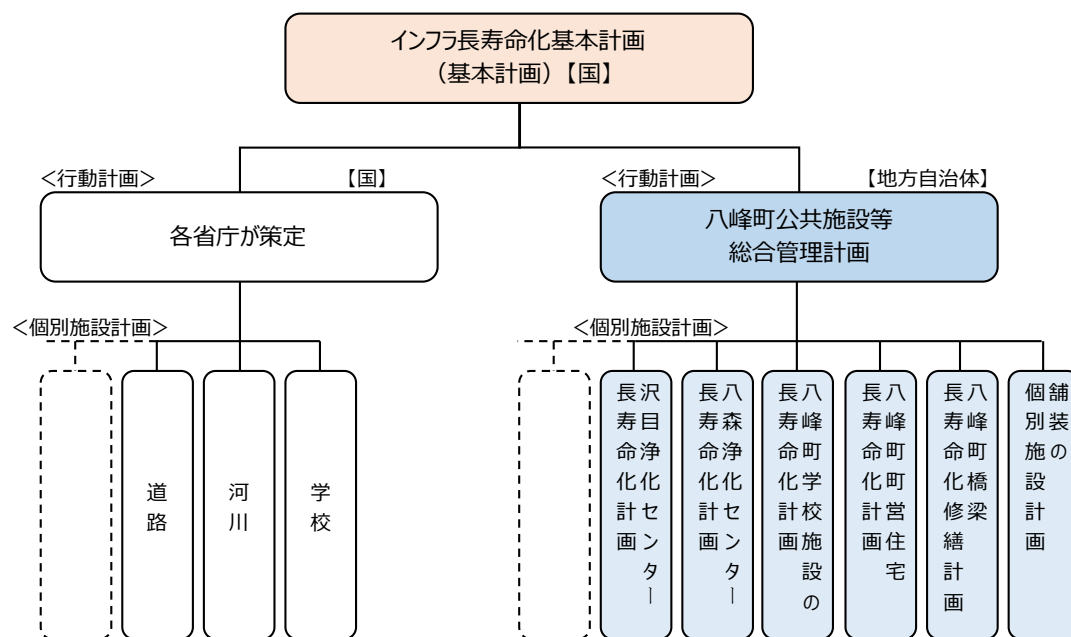 インフラ長寿命化基本計画
（基本計画）【国】
＜行動計画＞
【国】
各省庁が策定
＜行動計画＞
【地方自治体】
八峰町公共施設等
総合管理計画
＜個別施設計画＞
道路
河川
学校
＜個別施設計画＞
沢目浄化センター
長寿命化計画
八森浄化センター
長寿命化計画
八峰町学校施設の
長寿命化計画
八峰町町営住宅
長寿命化計画
八峰町橋梁
長寿命化修繕計画
舗装の
個別施設計画